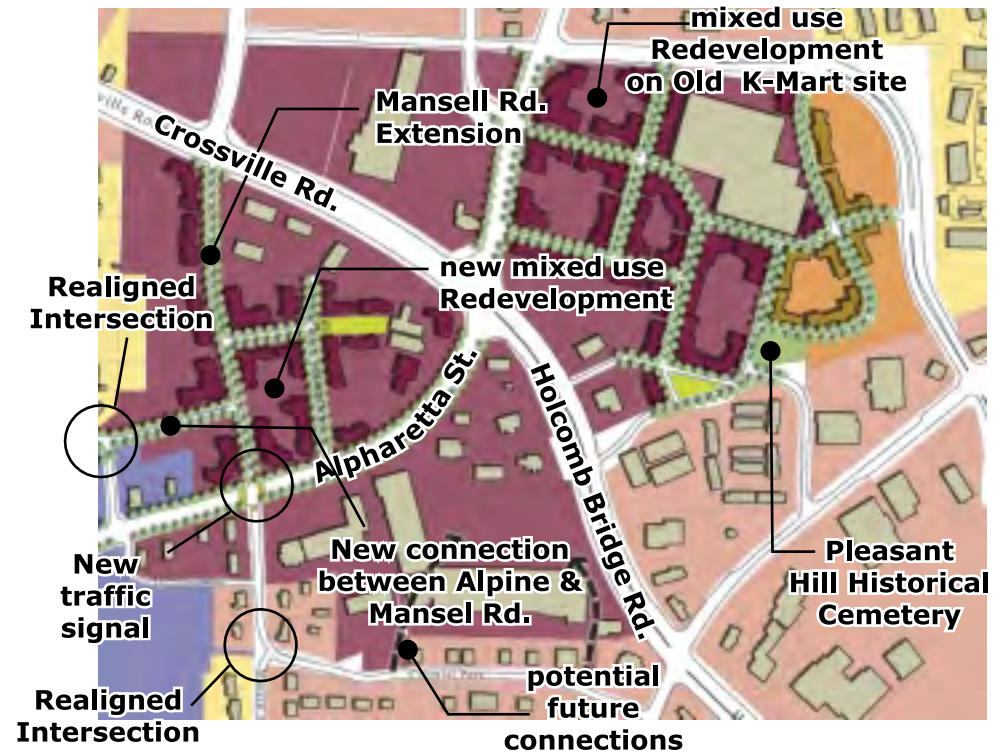 mixed use
Redevelopment
on Old K-Mart site
Mansell Rd.
Extension
Crossville Rd.
new mixed use
Redevelopment
Realigned
Intersection
Alpharetta St.
Holcomb Bridge Rd.
New
traffic
signal
New connection
between Alpine &
Mansel Rd.
Pleasant
Hill Historical
Cemetery
Realigned
Intersection
potential
future
connections